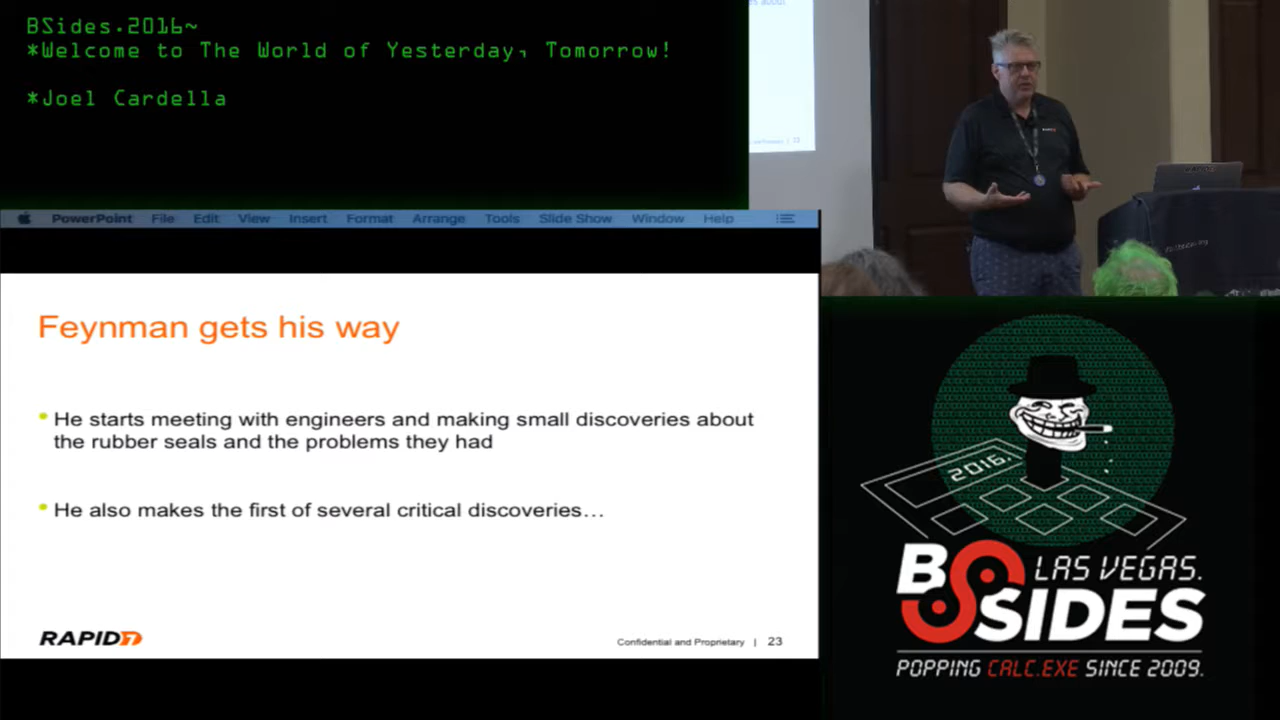 BSides.2016~
*Welcome to The World of Yesterday, Tomorrow!
*Joel Cardella
PowerPoint File Edit View Insert Format Arrange Tools Slide Show Window Help
Feynman gets his way
He starts meeting with engineers and making small discoveries about
the rubber seals and the problems they had
He also makes the first of several critical discoveries…
RAPID7
Confidential and Proprietary | 23
2016.
BSIDES
LAS VEGAS.
POPPING CALC.EXE SINCE 2009.